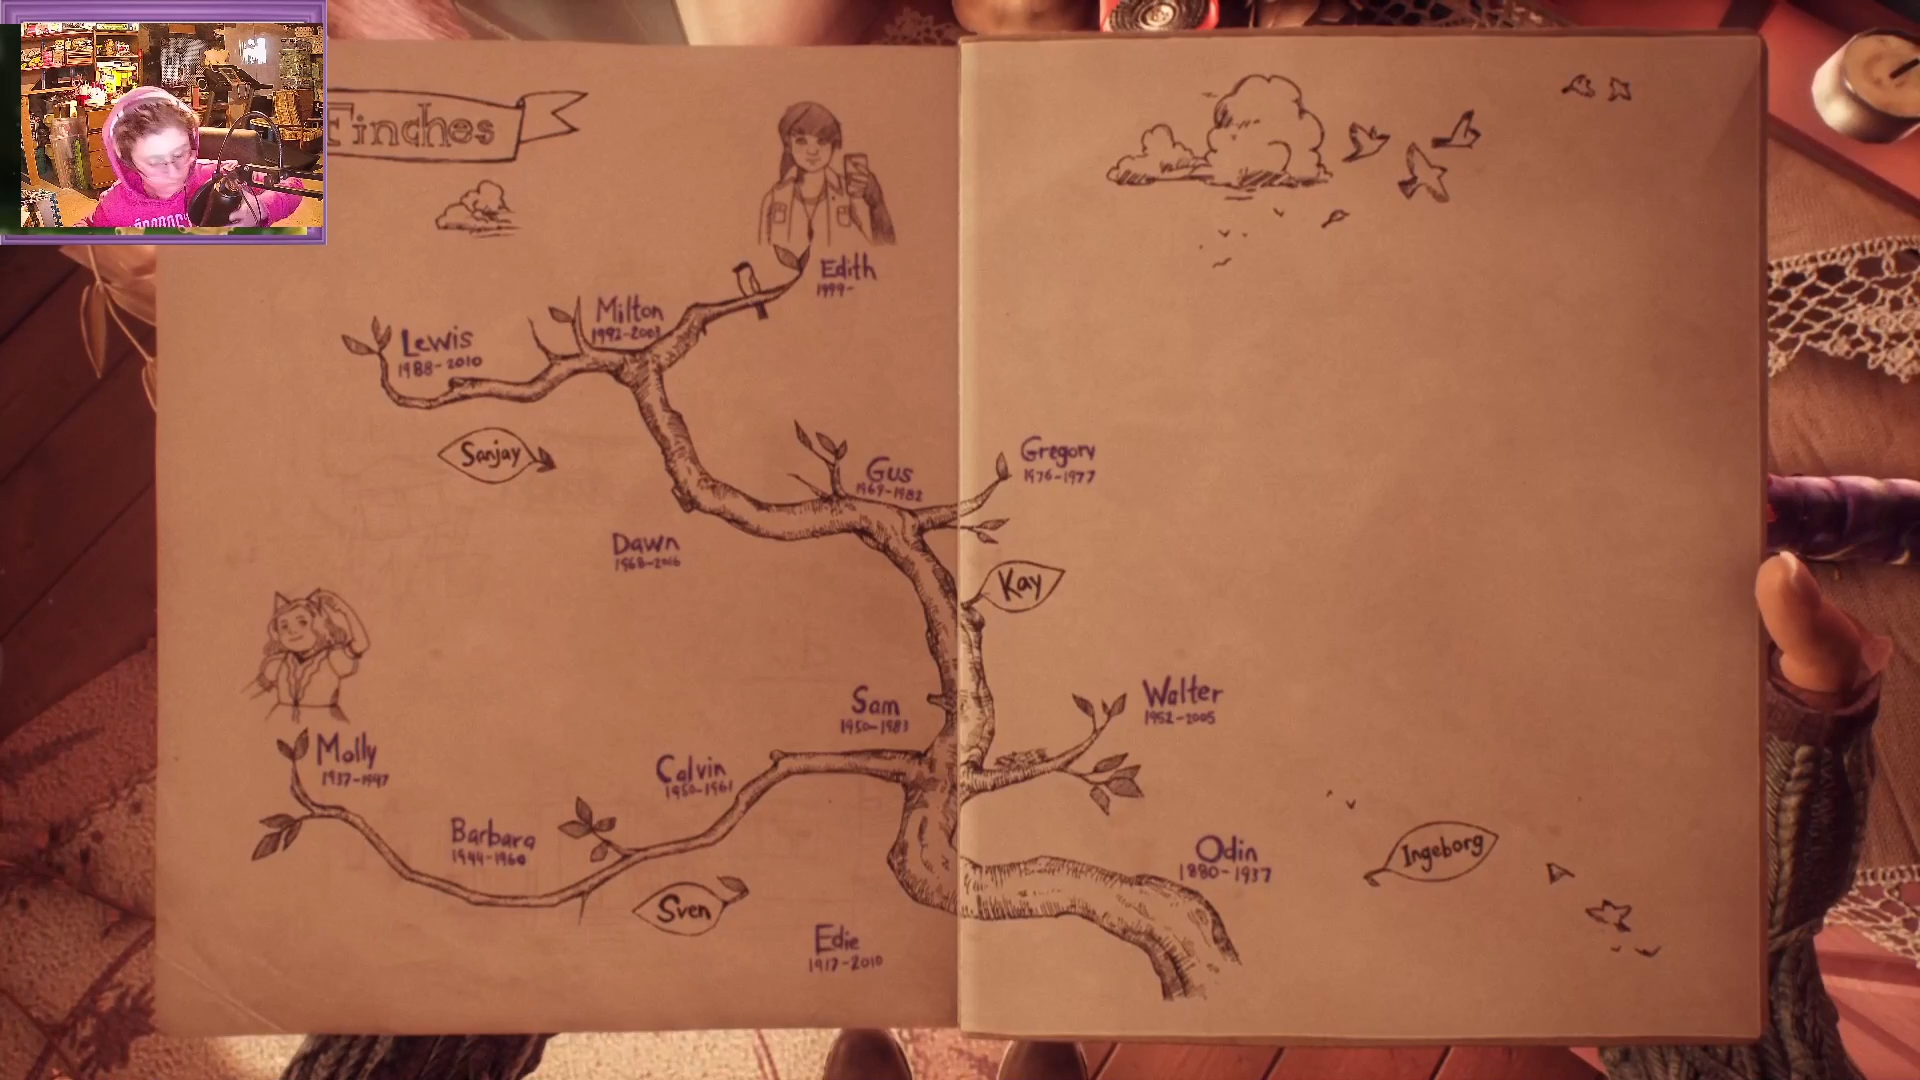 Finches
Edith
1999-
Milton
1992-2003
Lewis
1988-2010
Sanjay
Gus
1969-1982
Gregory
1976-1977
Dawn
1968-2016
Kay
Sam
1950-1983
Walter
1952-2005
Molly
1937-1947
Calvin
1950-1961
Barbara
1944-1960
Odin
1880-1937
Ingeborg
Sven
Edie
1917-2010